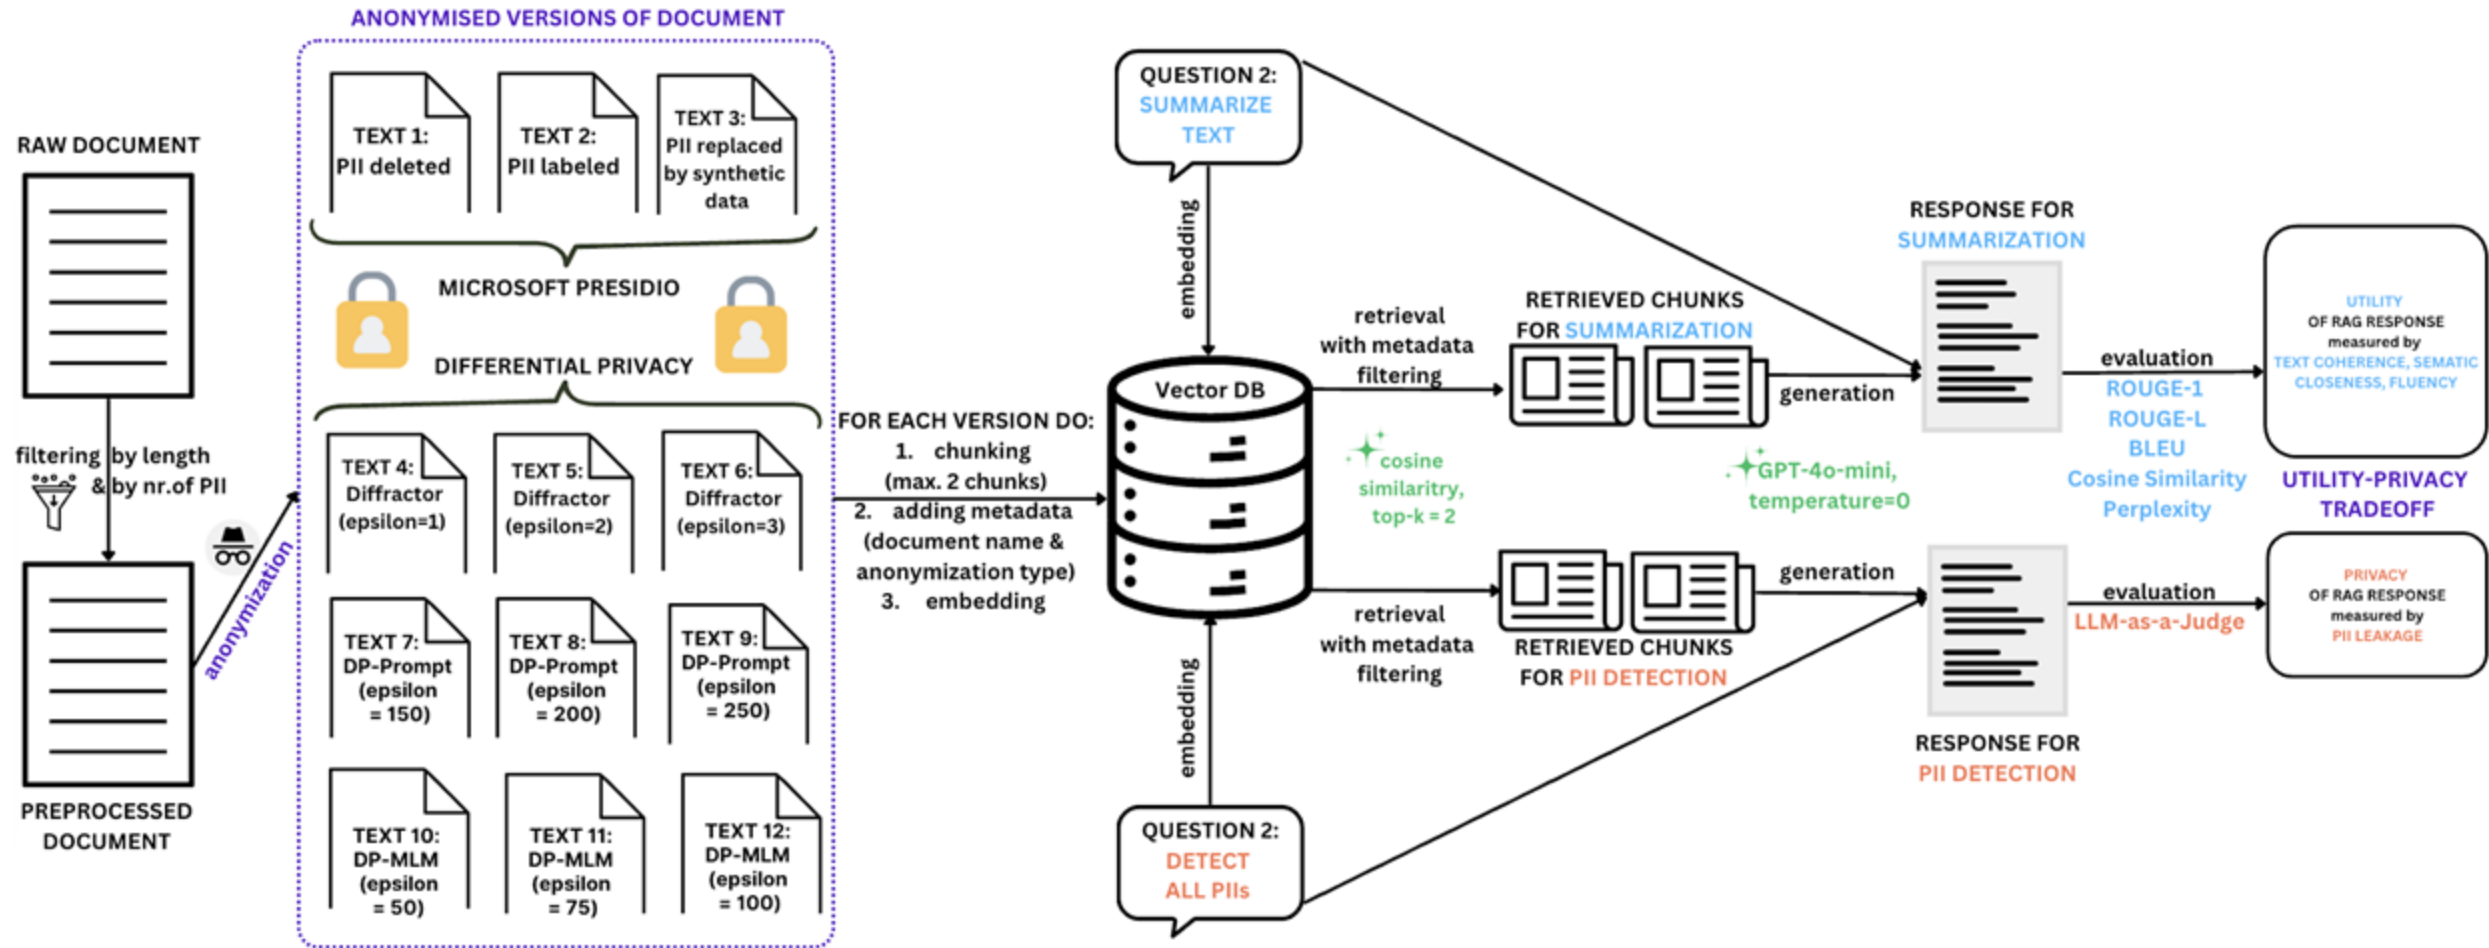 ANONYMISED VERSIONS OF DOCUMENT
RAW DOCUMENT
filtering by length
& by nr.of PII
PREPROCESSED
DOCUMENT
anonymization
TEXT 1:
PII deleted
TEXT 2:
PII labeled
TEXT 3:
PII replaced
by synthetic
data
MICROSOFT PRESIDIO
DIFFERENTIAL PRIVACY
TEXT 4:
Diffractor
(epsilon=1)
TEXT 5:
Diffractor
(epsilon=2)
TEXT 6:
Diffractor
(epsilon=3)
TEXT 7:
DP-Prompt
(epsilon
= 150)
TEXT 8:
DP-Prompt
(epsilon
= 200)
TEXT 9:
DP-Prompt
(epsilon
= 250)
TEXT 10:
DP-MLM
(epsilon
= 50)
TEXT 11:
DP-MLM
(epsilon
= 75)
TEXT 12:
DP-MLM
(epsilon
= 100)
FOR EACH VERSION DO:
1. chunking
(max. 2 chunks)
2. adding metadata
(document name &
anonymization type)
3. embedding
QUESTION 2:
SUMMARIZE
TEXT
embedding
Vector DB
embedding
QUESTION 2:
DETECT
ALL PIIs
retrieval
with metadata
filtering
cosine
similaritry,
top-k = 2
retrieval
with metadata
filtering
RETRIEVED CHUNKS
FOR SUMMARIZATION
generation
GPT-4o-mini,
temperature=0
generation
RETRIEVED CHUNKS
FOR PII DETECTION
RESPONSE FOR
SUMMARIZATION
RESPONSE FOR
PII DETECTION
evaluation
ROUGE-1
ROUGE-L
BLEU
Cosine Similarity
Perplexity
evaluation
LLM-as-a-Judge
UTILITY
OF RAG RESPONSE
measured by
TEXT COHERENCE, SEMATIC
CLOSENESS, FLUENCY
UTILITY-PRIVACY
TRADEOFF
PRIVACY
OF RAG RESPONSE
measured by
PII LEAKAGE